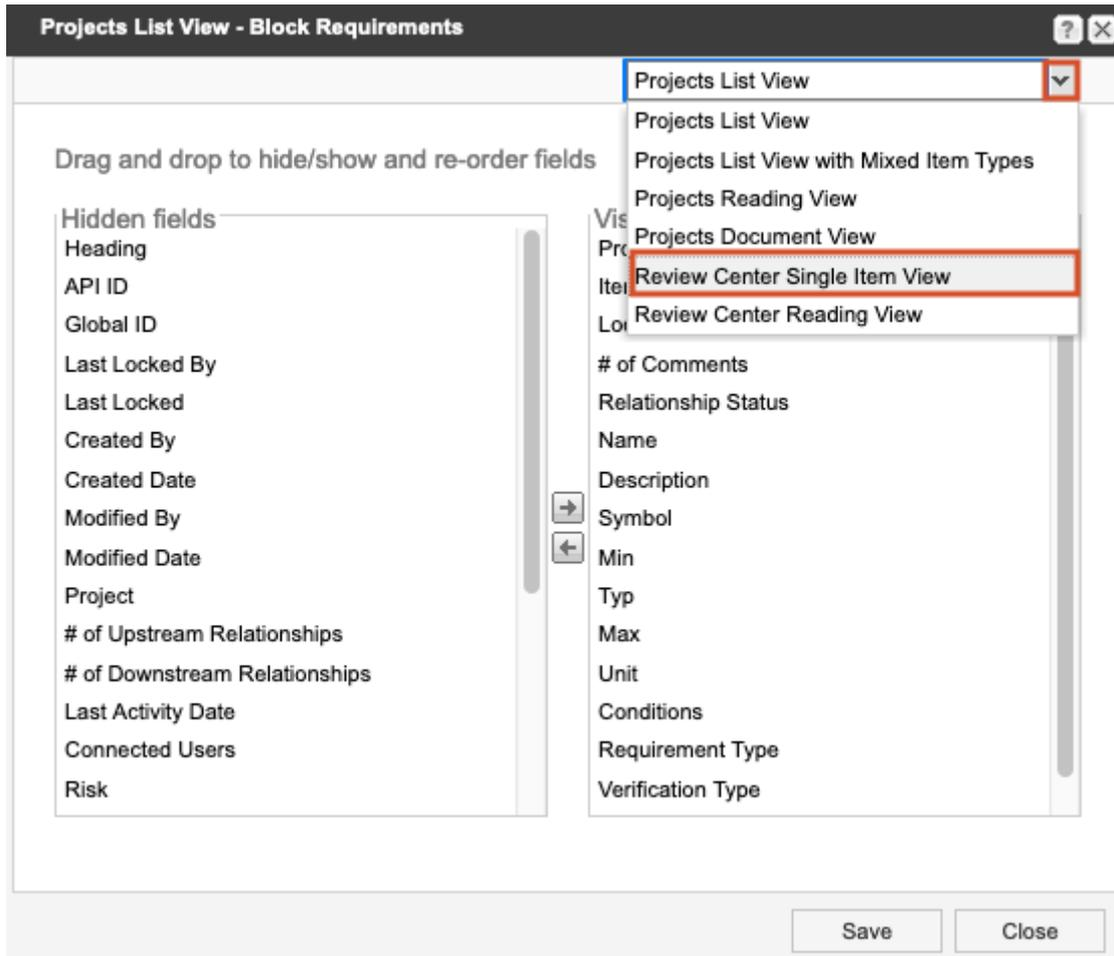 Projects List View - Block Requirements
?
Projects List View
Projects List View
Projects List View with Mixed Item Types
Projects Reading View
Projects Document View
Review Center Single Item View
Review Center Reading View
Drag and drop to hide/show and re-order fields
Hidden fields
Heading
API ID
Global ID
Last Locked By
Last Locked
Created By
Created Date
Modified By
Modified Date
Project
# of Upstream Relationships
# of Downstream Relationships
Last Activity Date
Connected Users
Risk
# of Comments
Relationship Status
Name
Description
Symbol
Min
Typ
Max
Unit
Conditions
Requirement Type
Verification Type
Save
Close